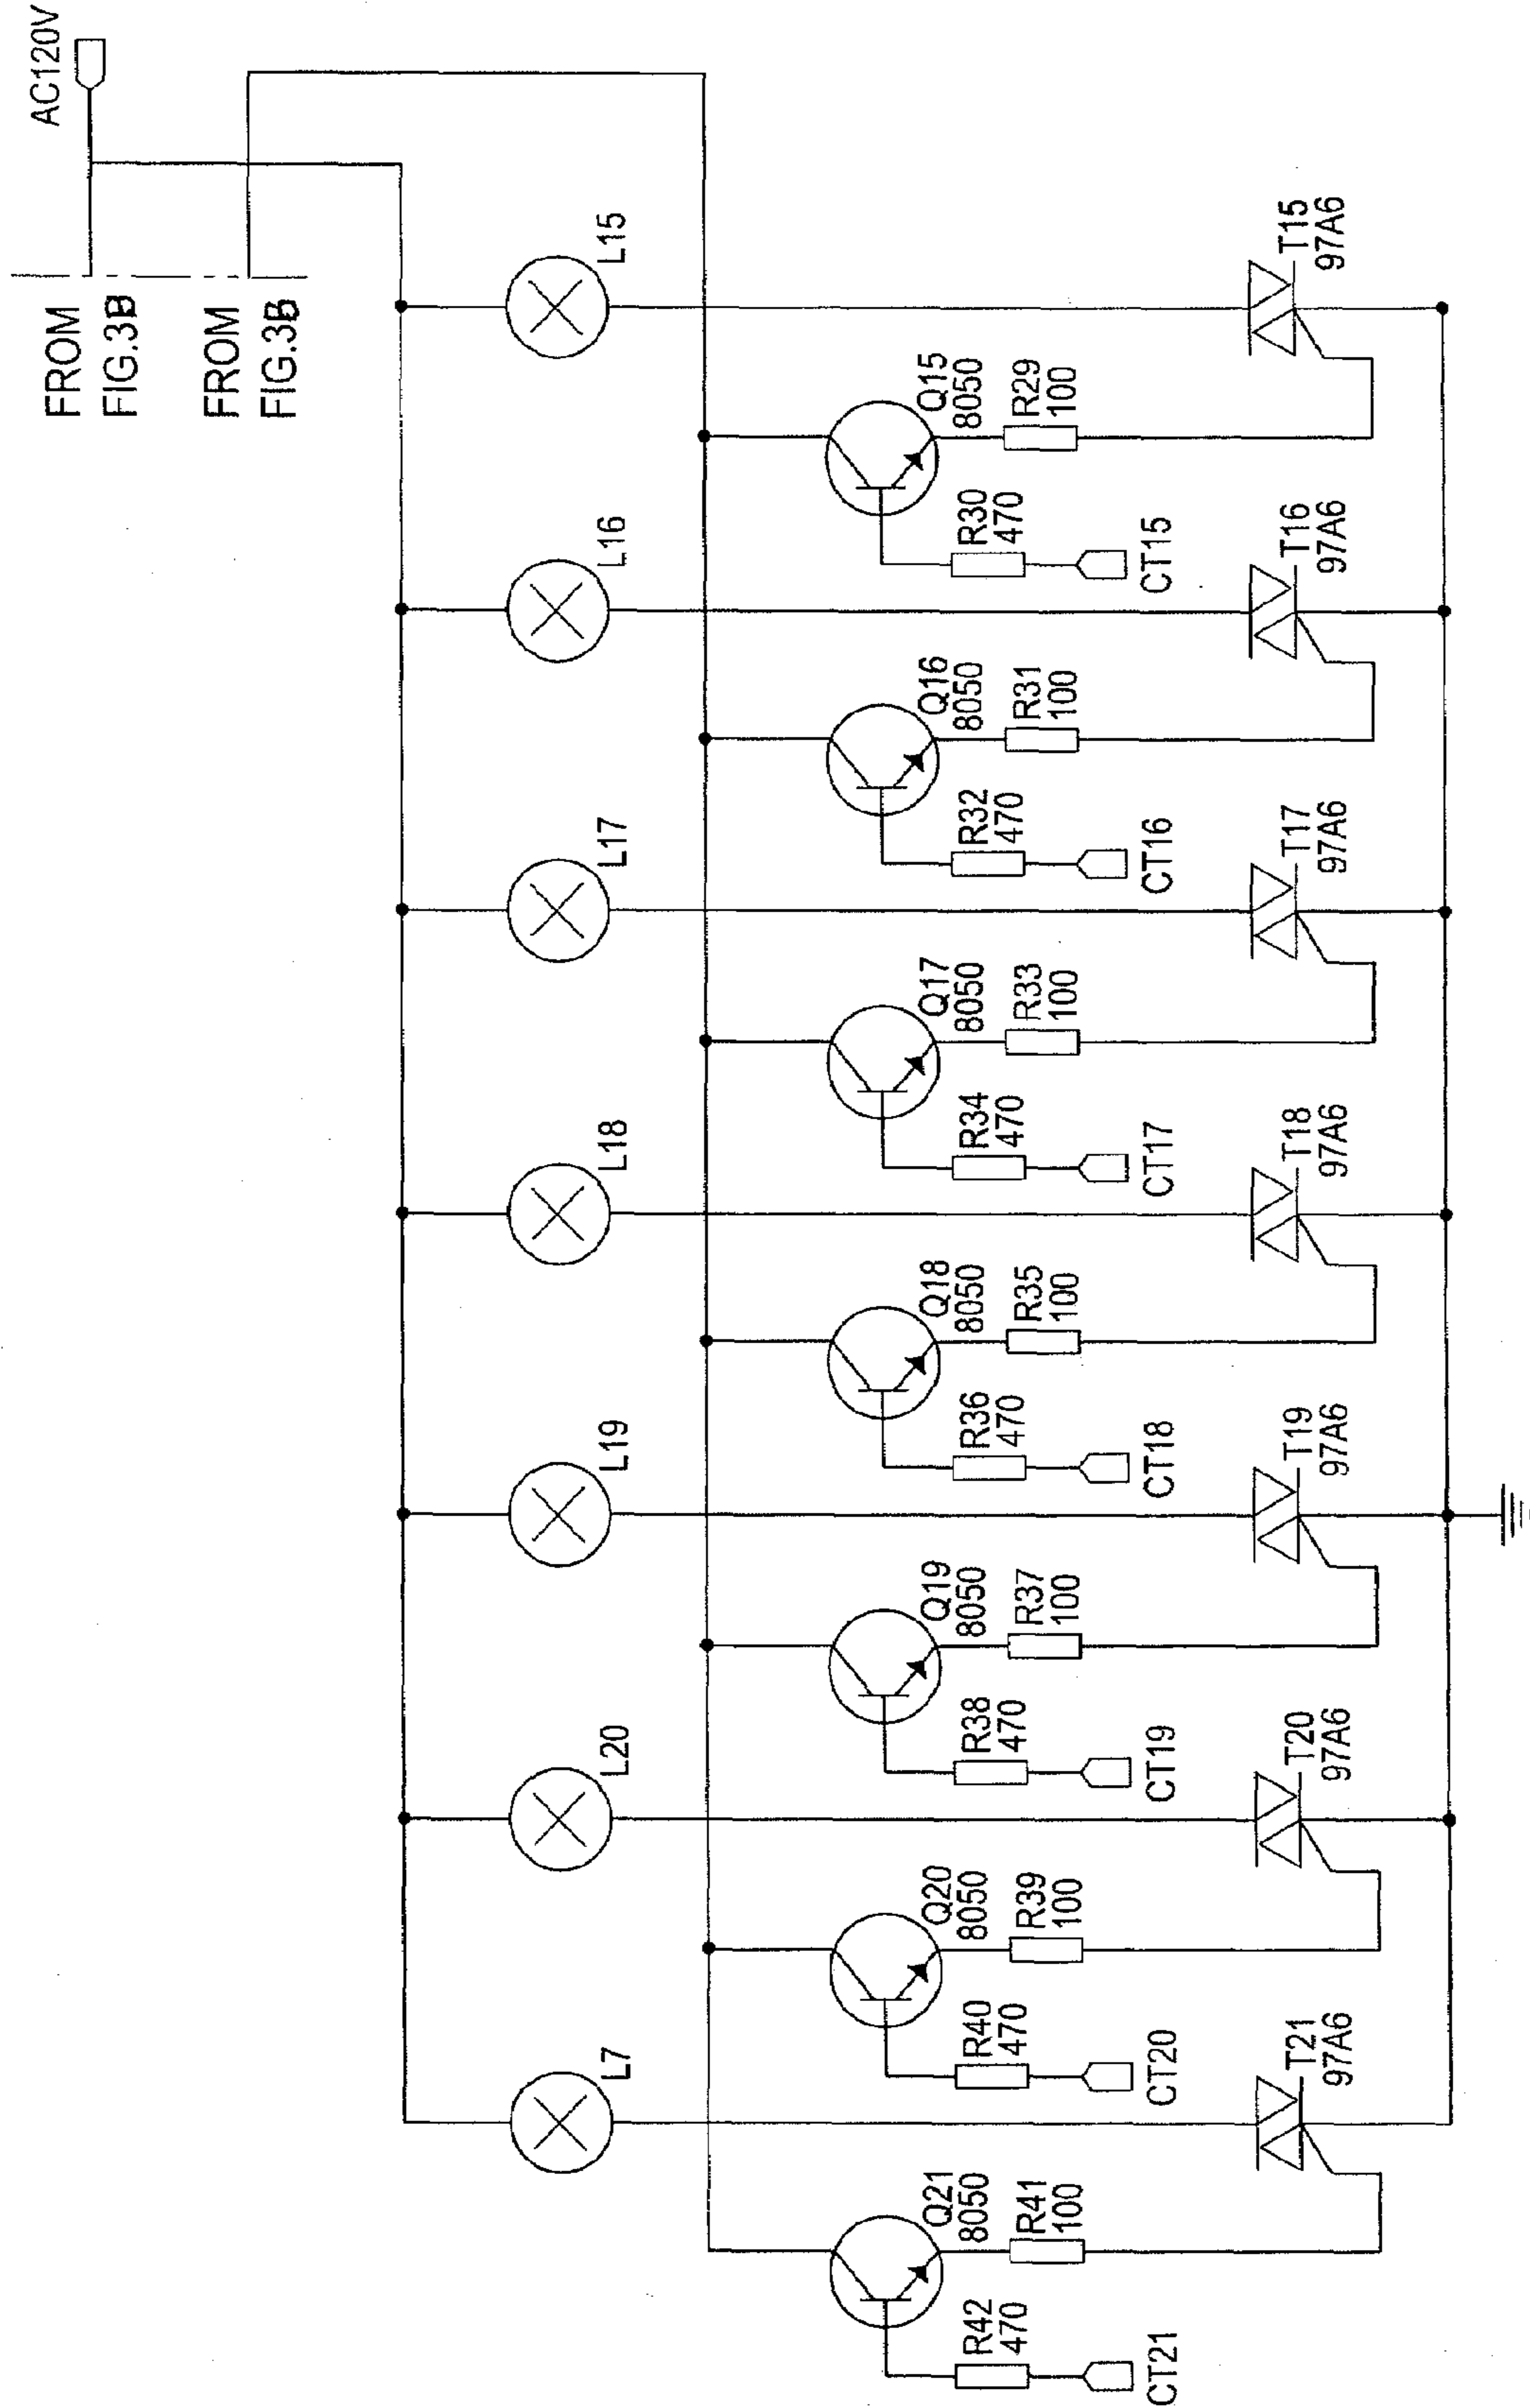 AC120V
FROM
FIG.3B
FROM
FIG.3B
L15
L16
L17
L18
L19
L20
L7
Q15
8050
R29
100
R30
470
CT15
T15
97A6
Q16
8050
R31
100
R32
470
CT16
T16
97A6
Q17
8050
R33
100
R34
470
CT17
T17
97A6
Q18
8050
R35
100
R36
470
CT18
T18
97A6
Q19
8050
R37
100
R38
470
CT19
T19
97A6
Q20
8050
R39
100
R40
470
CT20
T20
97A6
Q21
8050
R41
100
R42
470
CT21
T21
97A6